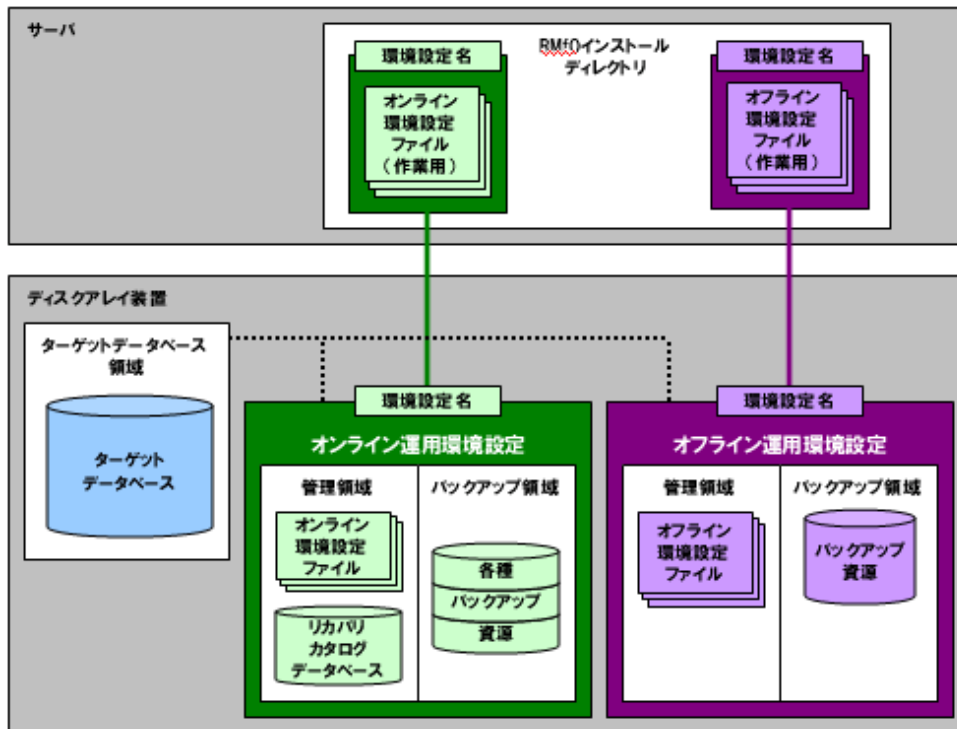 サーバ
環境設定名
オンライン
環境設定
ファイル
(作業用)
RMfOインストール
ディレクトリ
環境設定名
オフライン
環境設定
ファイル
(作業用)
ディスクアレイ装置
ターゲットデータベース
領域
ターゲット
データベース
環境設定名
オンライン運用環境設定
管理領域
オンライン
環境設定
ファイル
リカバリ
カタログ
データベース
バックアップ領域
各種
バックアップ
資源
環境設定名
オフライン運用環境設定
管理領域
オフライン
環境設定
ファイル
バックアップ領域
バックアップ
資源